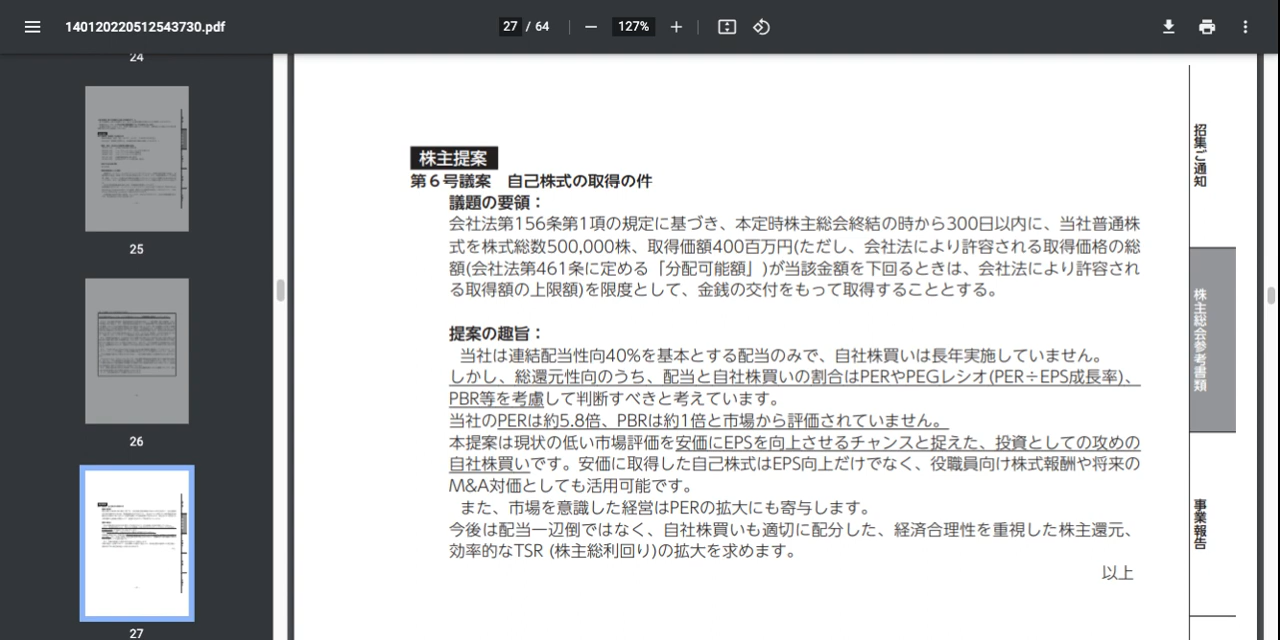 140120220512543730.pdf
27 / 64
127%
24
25
26
27
株主提案
第６号議案　自己株式の取得の件
議題の要領：
会社法第156条第1項の規定に基づき、本定時株主総会終結の時から300日以内に、当社普通株
式を株式総数500,000株、取得価額400百万円(ただし、会社法により許容される取得価格の総
額(会社法第461条に定める「分配可能額」)が当該金額を下回るときは、会社法により許容され
る取得額の上限額)を限度として、金銭の交付をもって取得することとする。
提案の趣旨：
当社は連結配当性向40%を基本とする配当のみで、自社株買いは長年実施していません。
しかし、総還元性向のうち、配当と自社株買いの割合はPERやPEGレシオ(PER÷EPS成長率)、
PBR等を考慮して判断すべきと考えています。
当社のPERは約5.8倍、PBRは約1倍と市場から評価されていません。
本提案は現状の低い市場評価を安価にEPSを向上させるチャンスと捉えた、投資としての攻めの
自社株買いです。安価に取得した自己株式はEPS向上だけでなく、役職員向け株式報酬や将来の
M&A対価としても活用可能です。
また、市場を意識した経営はPERの拡大にも寄与します。
今後は配当一辺倒ではなく、自社株買いも適切に配分した、経済合理性を重視した株主還元、
効率的なTSR (株主総利回り)の拡大を求めます。
以上
招集ご通知
株主総会参考書類
事業報告